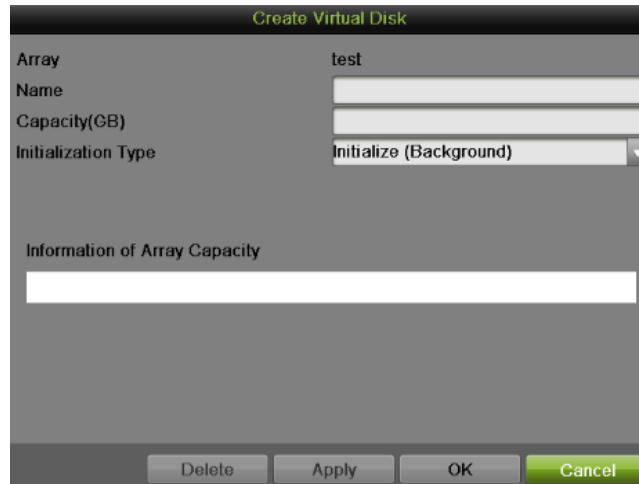 Create Virtual Disk
Array test
Name
Capacity(GB)
Initialization Type Initialize (Background)
Information of Array Capacity
Delete Apply OK Cancel